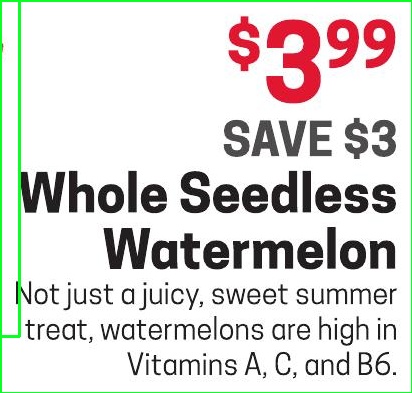 $3.99
SAVE $3
Whole Seedless
Watermelon
Not just a juicy, sweet summer
treat, watermelons are high in
Vitamins A, C, and B6.